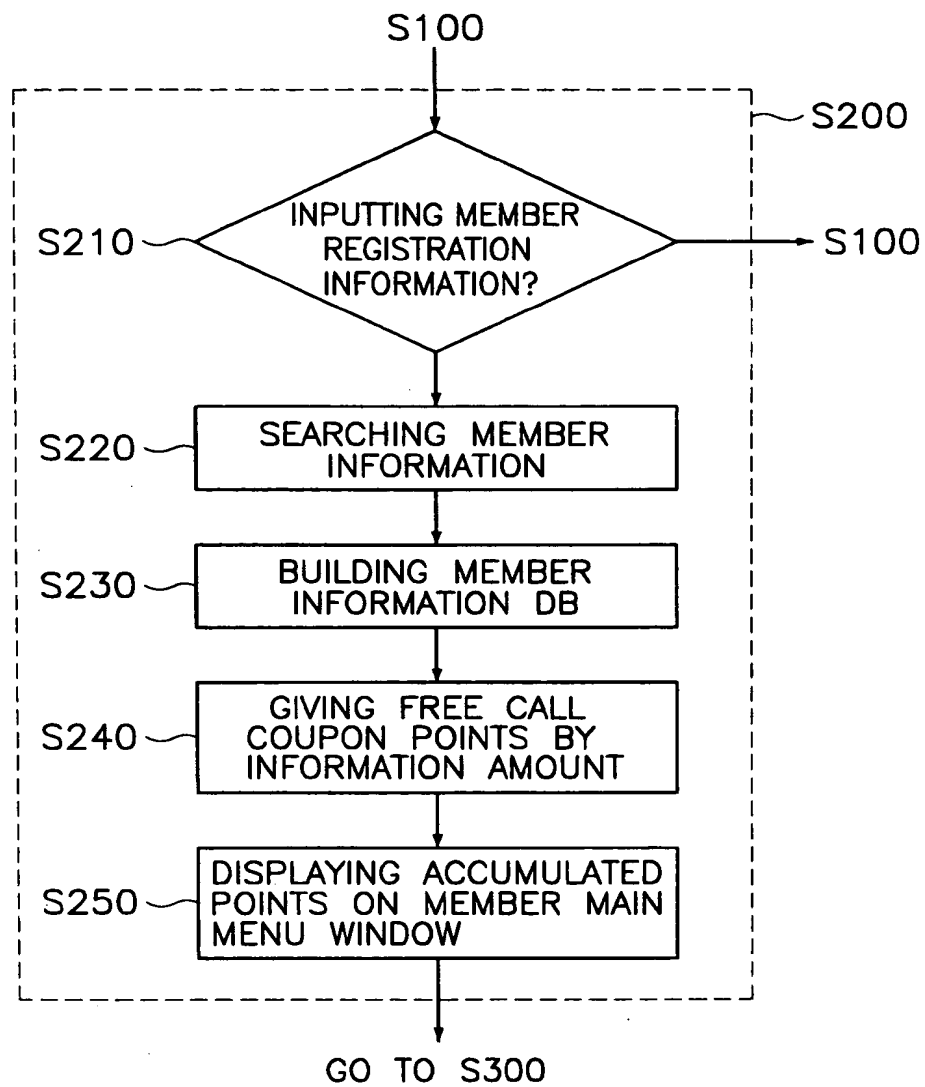 S100
S200
INPUTTING MEMBER
REGISTRATION
INFORMATION?
S210
S100
SEARCHING MEMBER
INFORMATION
S220
BUILDING MEMBER
INFORMATION DB
S230
GIVING FREE CALL
COUPON POINTS BY
INFORMATION AMOUNT
S240
DISPLAYING ACCUMULATED
POINTS ON MEMBER MAIN
MENU WINDOW
S250
GO TO S300